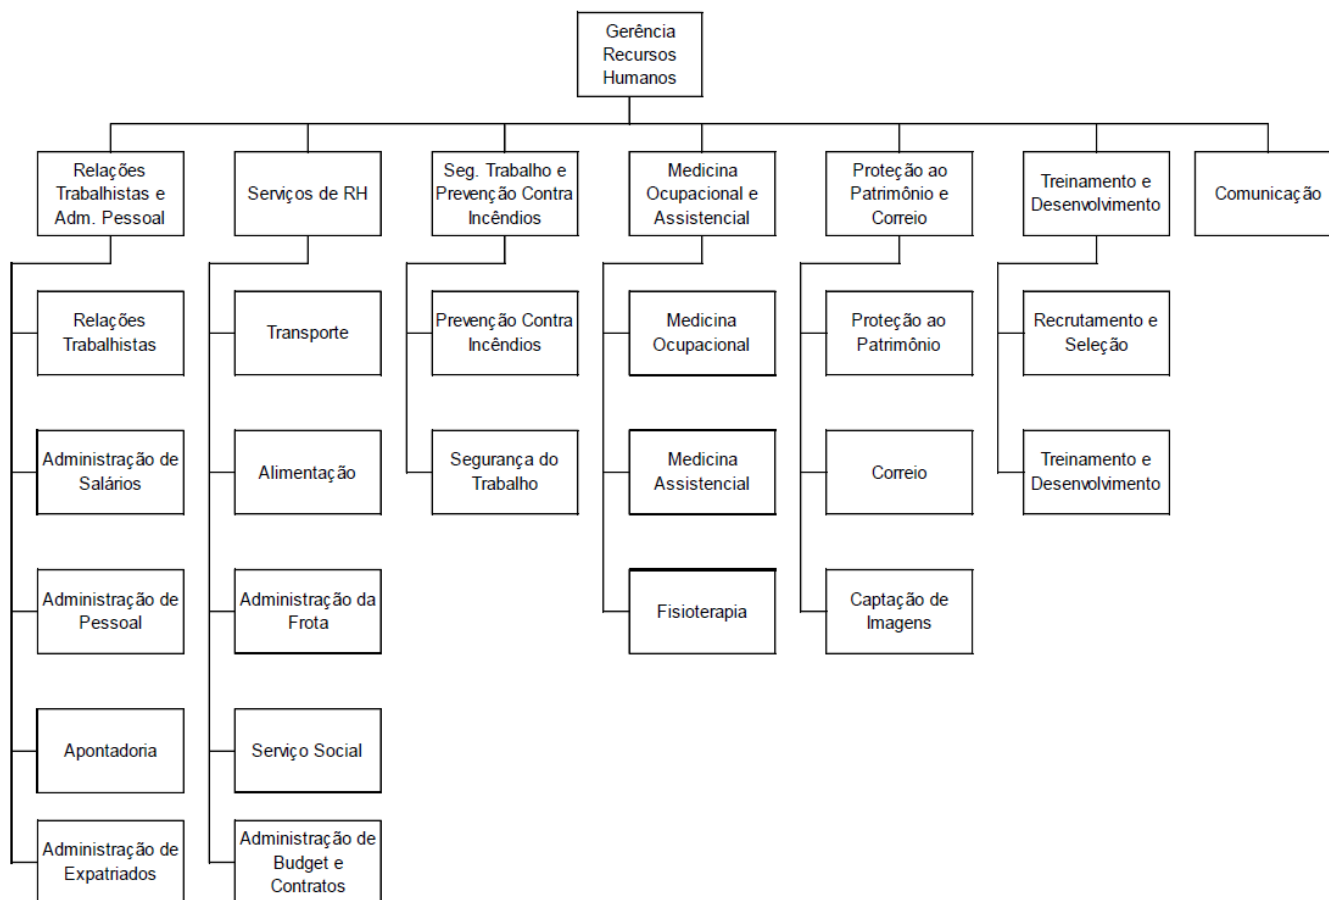 Gerência
Recursos
Humanos
Relações
Trabalhistas e
Adm. Pessoal
Serviços de RH
Seg. Trabalho e
Prevenção Contra
Incêndios
Medicina
Ocupacional e
Assistencial
Proteção ao
Patrimônio e
Correio
Treinamento e
Desenvolvimento
Comunicação
Relações
Trabalhistas
Transporte
Prevenção Contra
Incêndios
Medicina
Ocupacional
Proteção ao
Patrimônio
Recrutamento e
Seleção
Administração de
Salários
Alimentação
Segurança do
Trabalho
Medicina
Assistencial
Correio
Treinamento e
Desenvolvimento
Administração de
Pessoal
Administração da
Frota
Fisioterapia
Captação de
Imagens
Apontadoria
Serviço Social
Administração de
Expatriados
Administração de
Budget e
Contratos